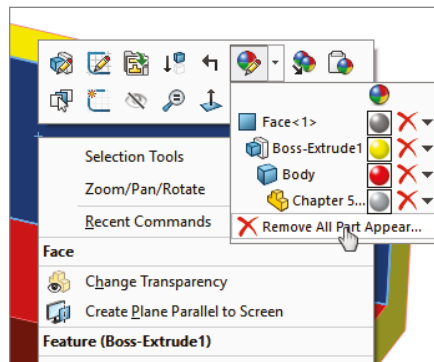 Face<1>
Boss-Extrude1
Body
Chapter 5...
Remove All Part Appear...
Selection Tools
Zoom/Pan/Rotate
Recent Commands
Face
Change Transparency
Create Plane Parallel to Screen
Feature (Boss-Extrude1)